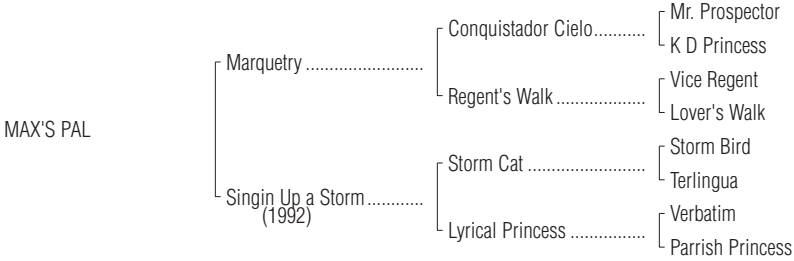 Mr. Prospector
Conquistador Cielo...........
K D Princess
Marquetry ........................
Vice Regent
Regent's Walk ..................
Lover's Walk
MAX'S PAL
Storm Bird
Storm Cat ........................
Terlingua
Singin Up a Storm............
(1992)
Verbatim
Lyrical Princess ...............
Parrish Princess